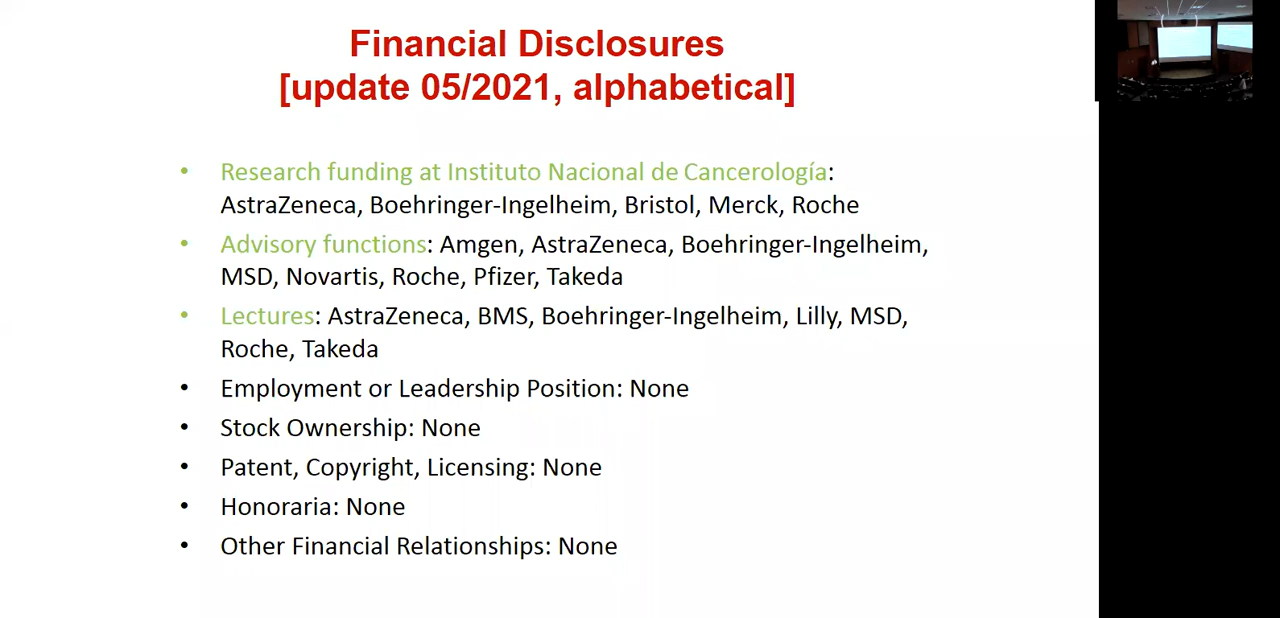 Financial Disclosures
[update 05/2021, alphabetical]
• Research funding at Instituto Nacional de Cancerología:
AstraZeneca, Boehringer-Ingelheim, Bristol, Merck, Roche
• Advisory functions: Amgen, AstraZeneca, Boehringer-Ingelheim,
MSD, Novartis, Roche, Pfizer, Takeda
• Lectures: AstraZeneca, BMS, Boehringer-Ingelheim, Lilly, MSD,
Roche, Takeda
• Employment or Leadership Position: None
• Stock Ownership: None
• Patent, Copyright, Licensing: None
• Honoraria: None
• Other Financial Relationships: None